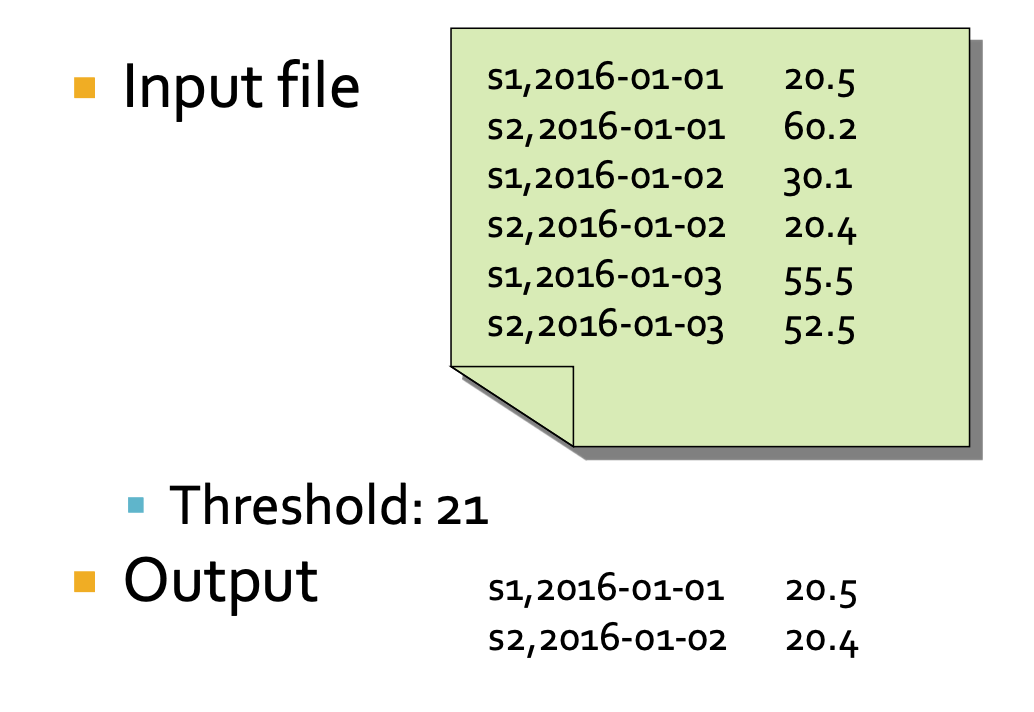 Input file
s1,2016-01-01 20.5
s2,2016-01-01 60.2
s1,2016-01-02 30.1
s2,2016-01-02 20.4
s1,2016-01-03 55.5
s2,2016-01-03 52.5
Threshold: 21
Output
s1,2016-01-01 20.5
s2,2016-01-02 20.4